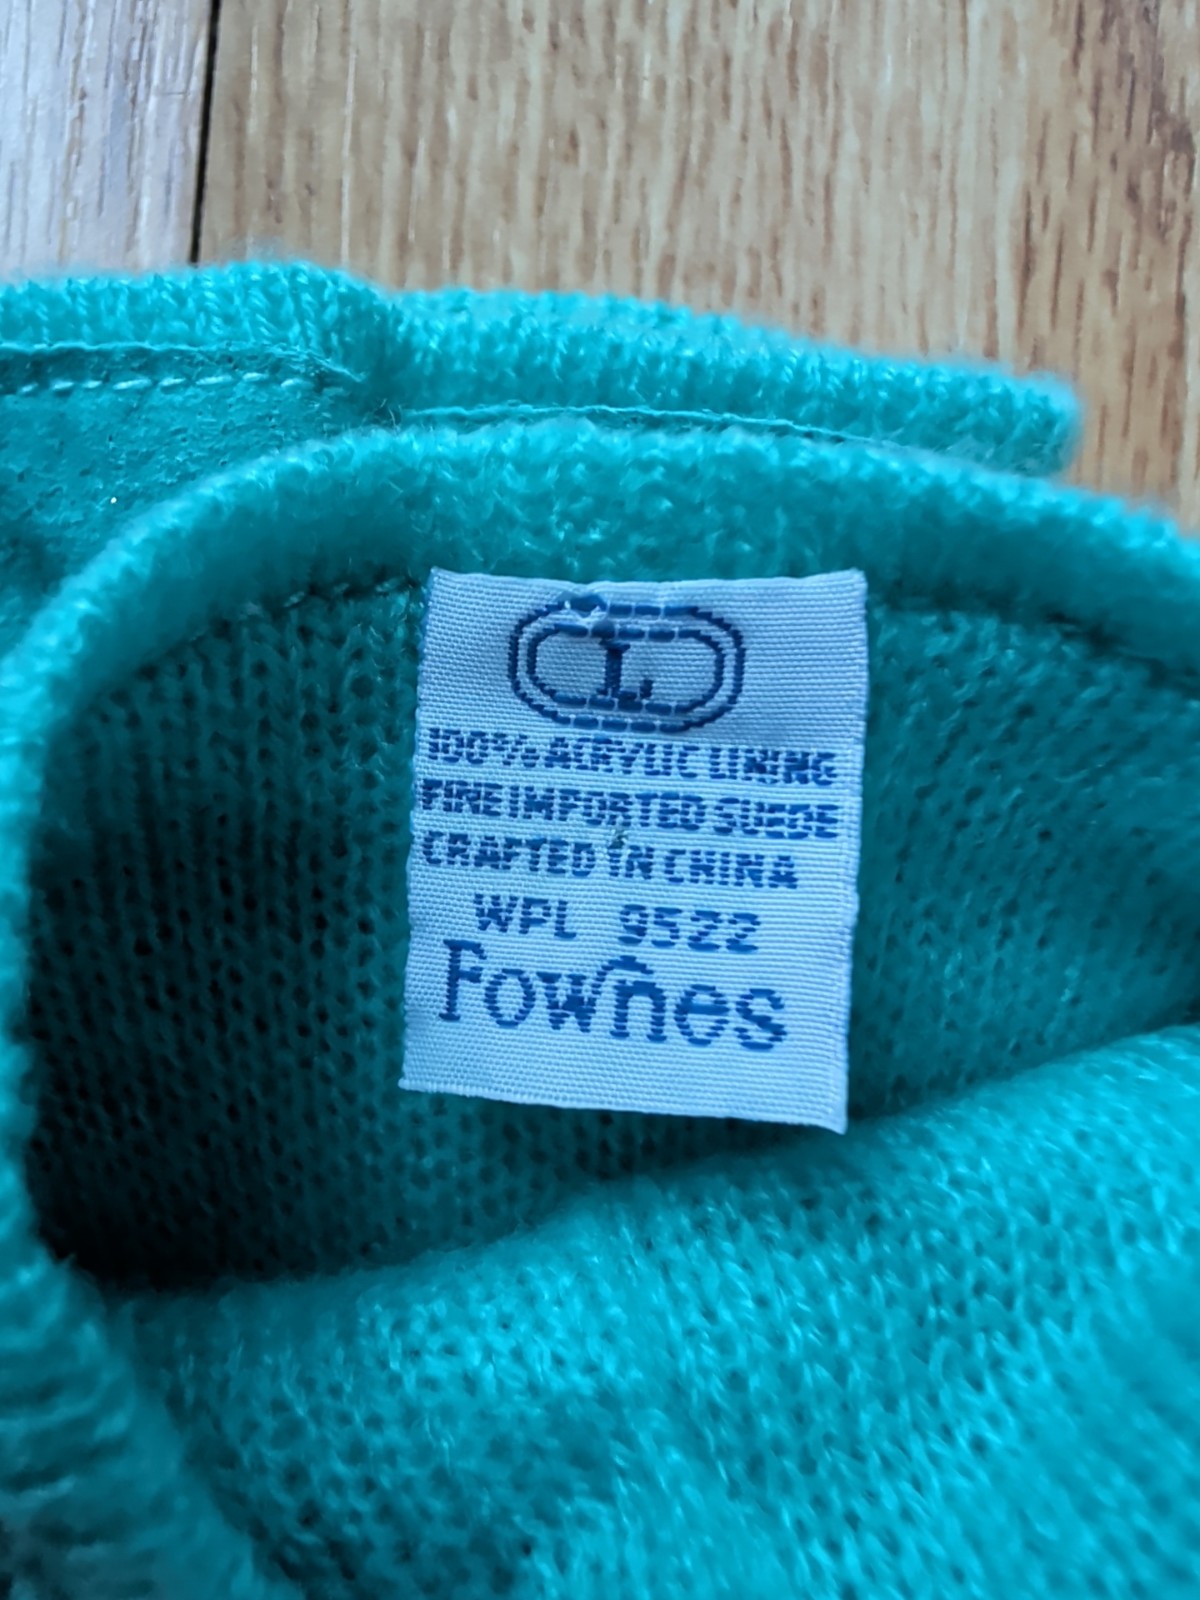 L
100% ACRYLIC LINING
FINE IMPORTED SUEDE
CRAFTED IN CHINA
WPL 9522
Fownes